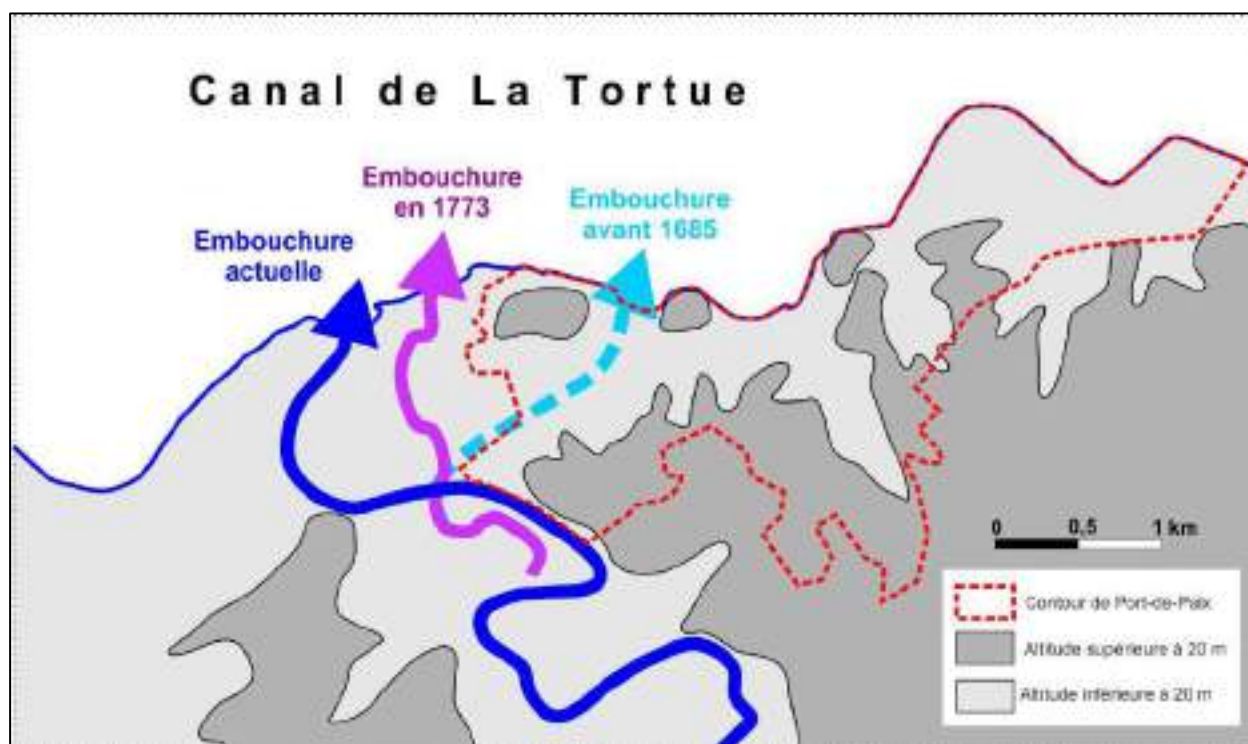 Canal de La Tortue
Embouchure
en 1773
Embouchure
avant 1685
Embouchure
actuelle
0 0,5 1 km
Contour de Port-de-Paix
Altitude supérieure à 20 m
Altitude inférieure à 20 m